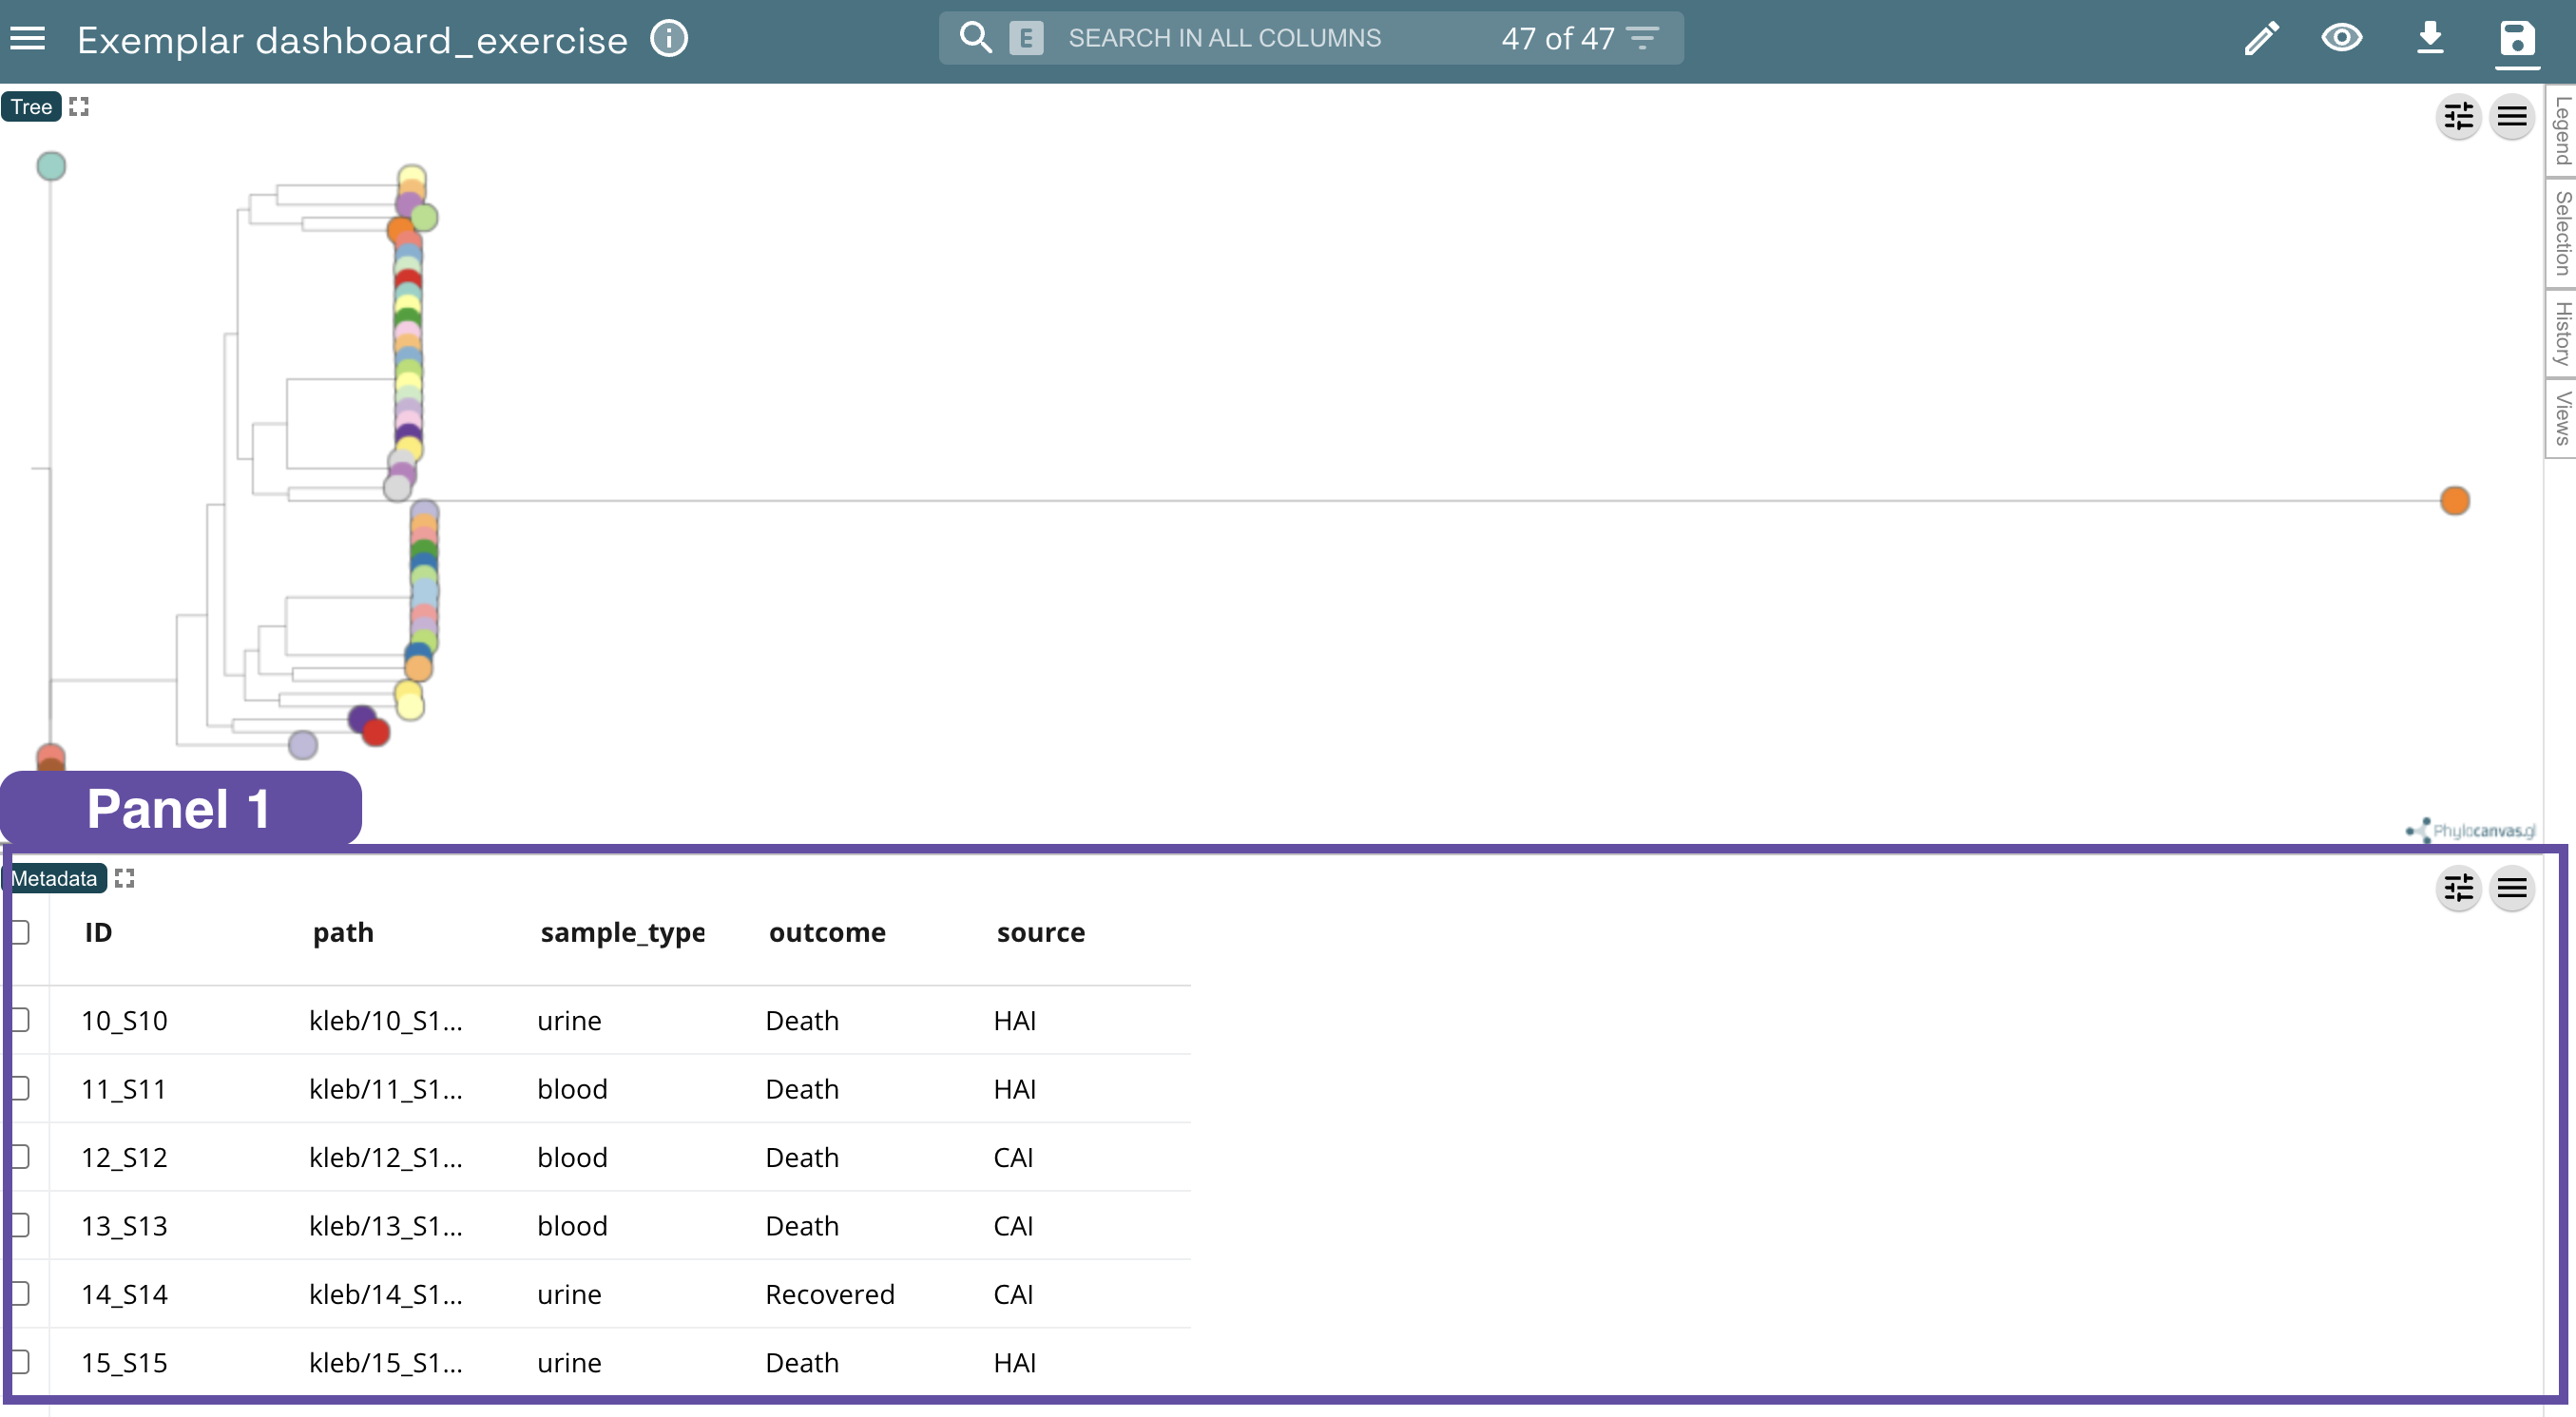 Exemplar dashboard_exercise
E SEARCH IN ALL COLUMNS 47 of 47
Tree
Legend
Selection
History
Views
Phylocanvas.gl
Panel 1
Metadata
ID path sample_type outcome source
10_S10 kleb/10_S1... urine Death HAI
11_S11 kleb/11_S1... blood Death HAI
12_S12 kleb/12_S1... blood Death CAI
13_S13 kleb/13_S1... blood Death CAI
14_S14 kleb/14_S1... urine Recovered CAI
15_S15 kleb/15_S1... urine Death HAI